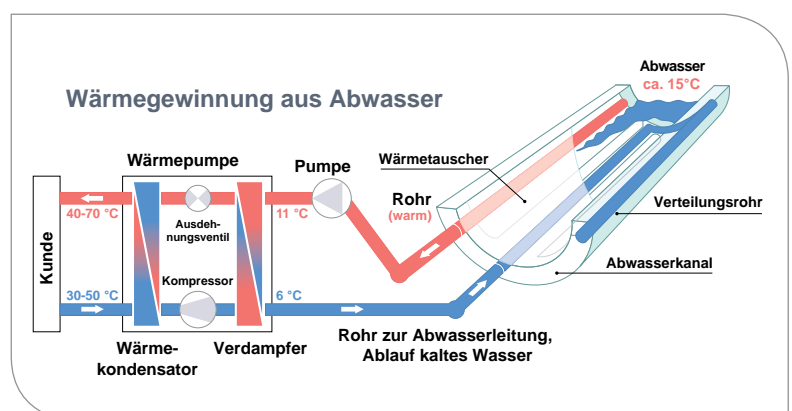 Wärmegewinnung aus Abwasser
Abwasser
ca. 15°C
Wärmetauscher
Wärmepumpe
Pumpe
Rohr
(warm)
Verteilungsrohr
Abwasserkanal
Kunde
40-70 °C
Ausdeh-
nungsventil
11 °C
Kompressor
30-50 °C
6 °C
Wärme-
kondensator
Verdampfer
Rohr zur Abwasserleitung,
Ablauf kaltes Wasser